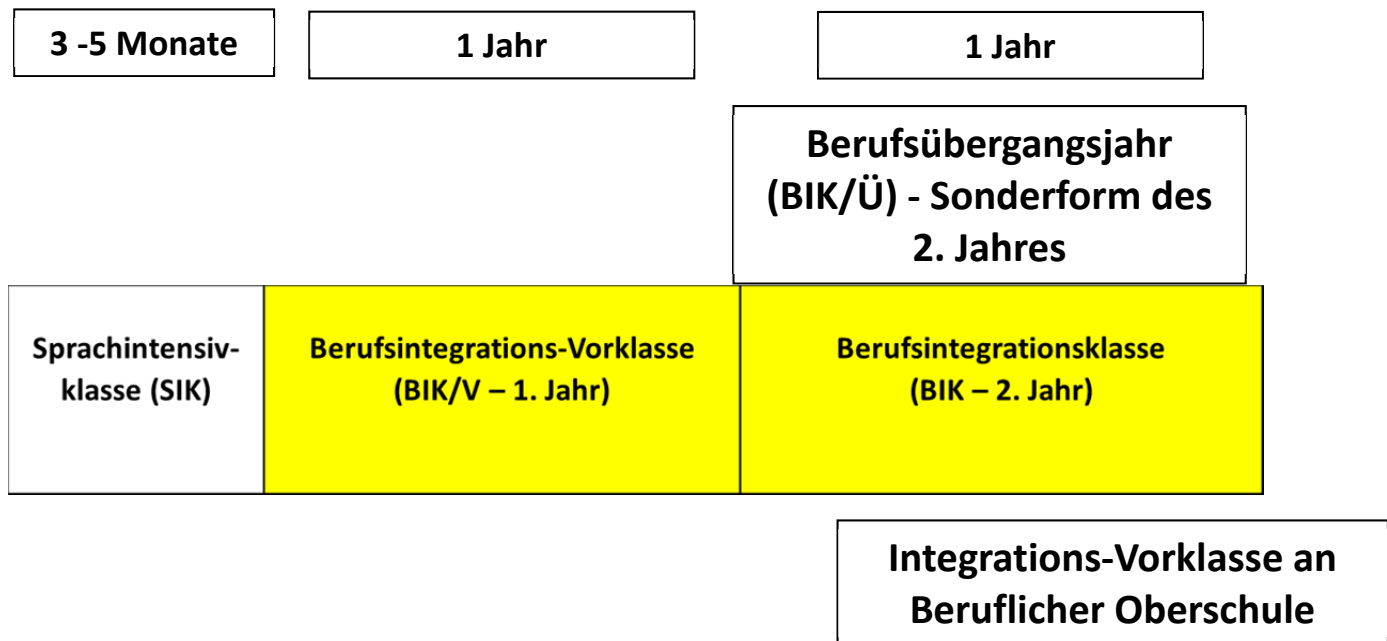 3 -5 Monate
1 Jahr
1 Jahr
Berufsübergangsjahr
(BIK/Ü) - Sonderform des
2. Jahres
Sprachintensiv-
klasse (SIK)
Berufsintegrations-Vorklasse
(BIK/V – 1. Jahr)
Berufsintegrationsklasse
(BIK – 2. Jahr)
Integrations-Vorklasse an
Beruflicher Oberschule